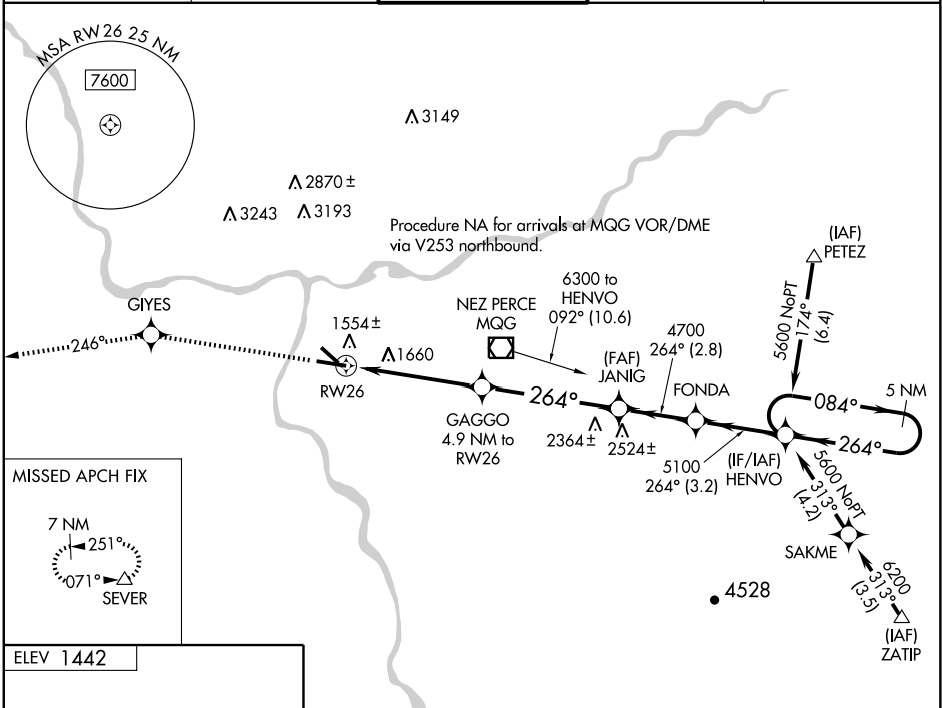 MSA RW26 25 NM
7600
3149
2870±
3243
3193
Procedure NA for arrivals at MQG VOR/DME
via V253 northbound.
(IAF)
PETEZ
5600 NoPT
174°
(6.4)
6300 to
HENVO
092° (10.6)
NEZ PERCE
MQG
GIYES
246°
1554±
1660
RW26
4700
264° (2.8)
(FAF)
JANIG
FONDA
084°
5 NM
264°
264°
GAGGO
4.9 NM to
RW26
2364±
2524±
5100
264° (3.2)
(IF/IAF)
HENVO
5600 NoPT
313°
(4.2)
SAKME
6200
313°
(3.5)
(IAF)
ZATIP
4528
MISSED APCH FIX
7 NM
251°
071°
SEVER
ELEV 1442